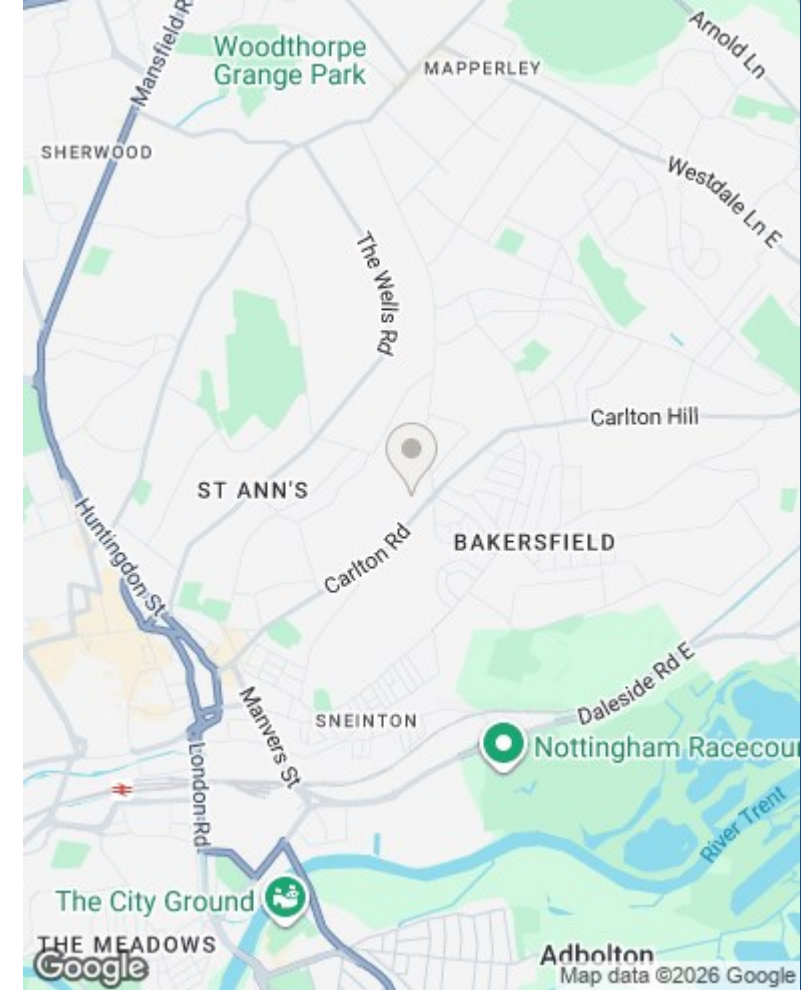 Mansfield R
Arnold Ln
Woodthorpe
Grange Park
MAPPERLEY
SHERWOOD
Westdale Ln E
The Wells Rd
Carlton Hill
ST ANN'S
Huntingdon St
Carlton Rd
BAKERSFIELD
Daleside Rd E
Manvers St
SNEINTON
Nottingham Racecour
London Rd
River Trent
The City Ground
THE MEADOWS
Adbolton
Google
Map data ©2026 Google